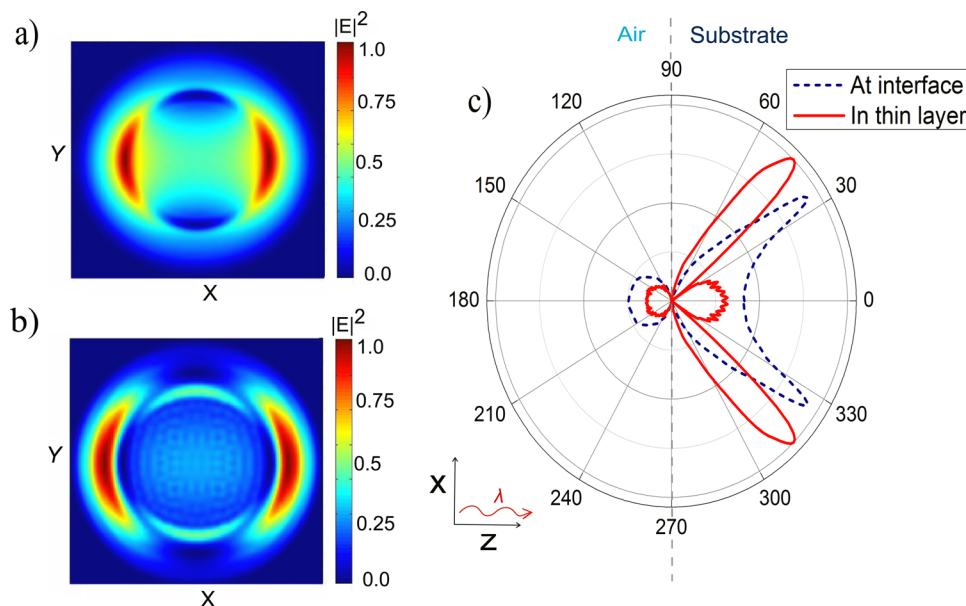 a)
|E|²
1.0
0.75
0.50
0.25
0.0
Y
X
b)
|E|²
1.0
0.75
0.50
0.25
0.0
Y
X
Air Substrate
c)
At interface
In thin layer
90
120 60
150 30
180 0
210 330
240 300
270
X
λ
Z